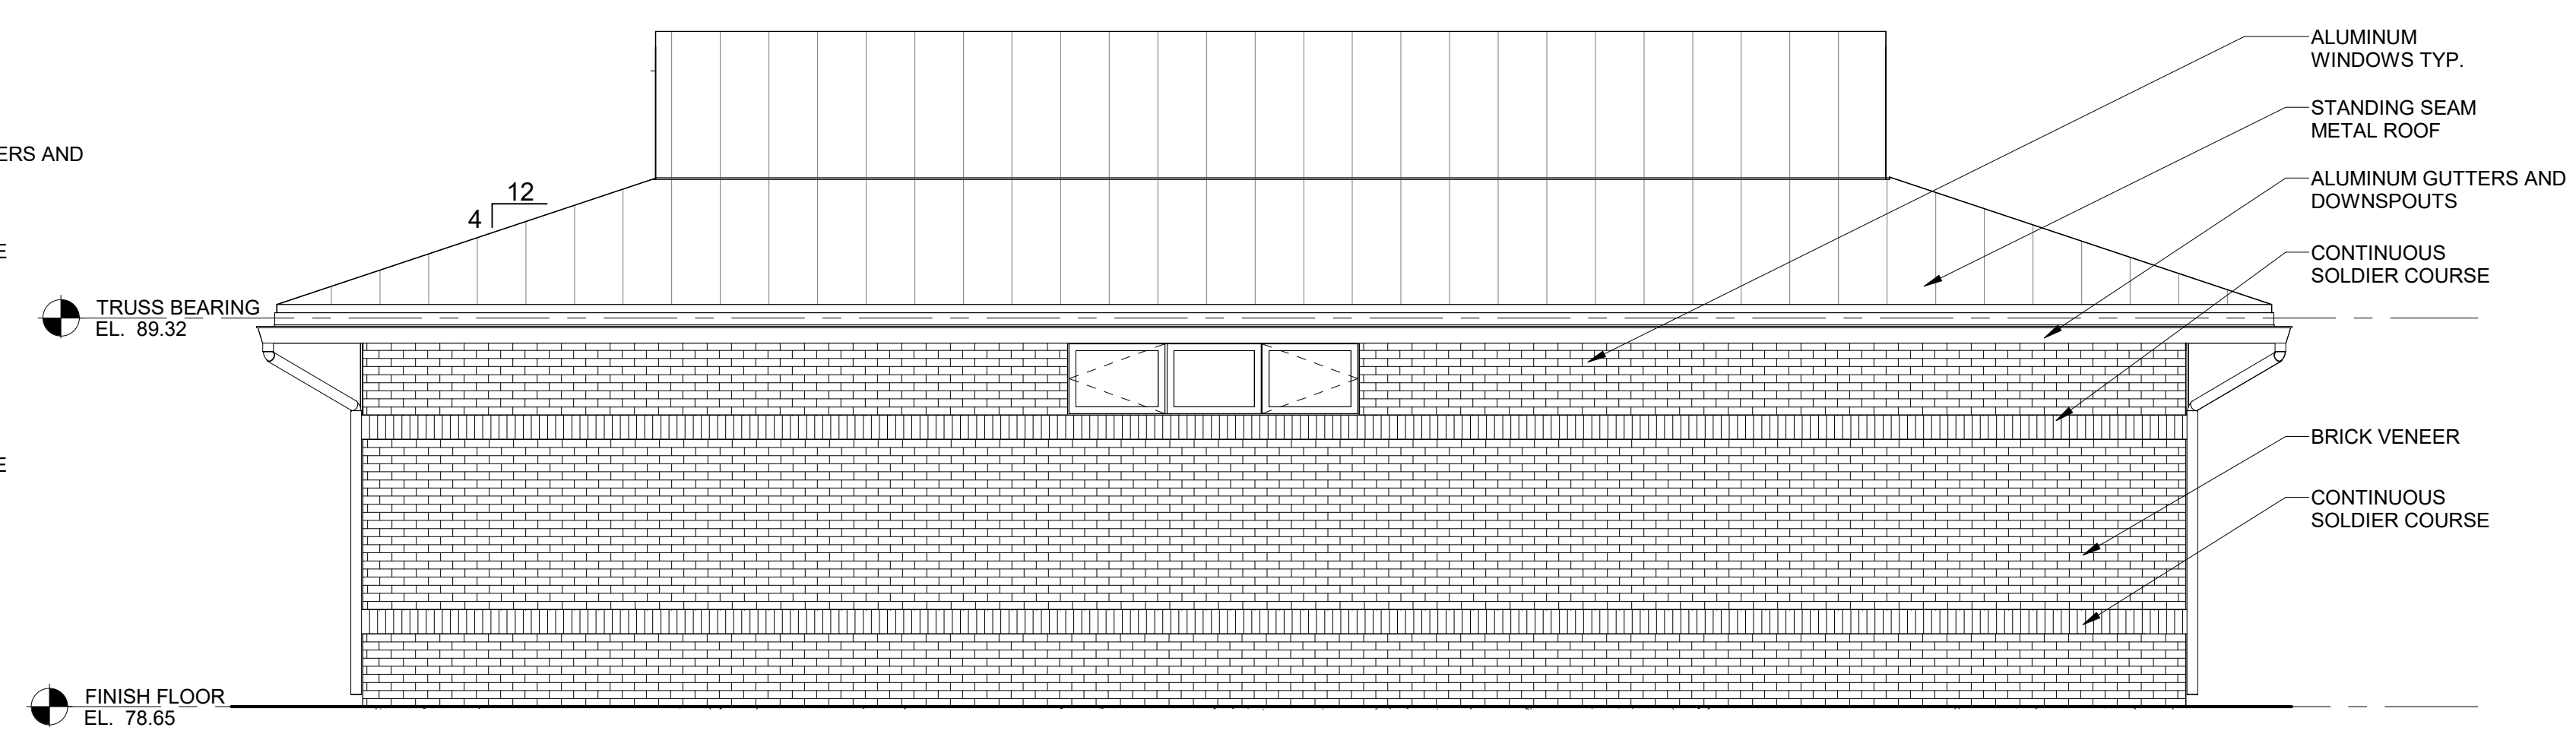 ALUMINUM
WINDOWS TYP.
STANDING SEAM
METAL ROOF
ERS AND
ALUMINUM GUTTERS AND
DOWNSPOUTS
12
4
E
CONTINUOUS
SOLDIER COURSE
TRUSS BEARING
EL. 89.32
BRICK VENEER
E
CONTINUOUS
SOLDIER COURSE
FINISH FLOOR
EL. 78.65